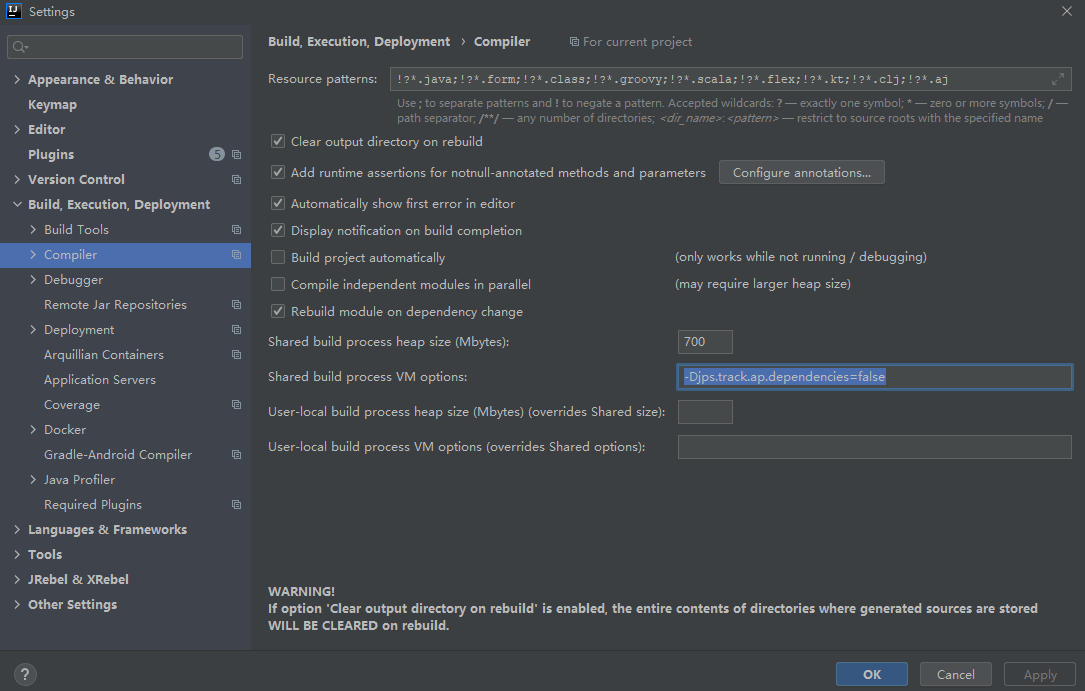 IJ
Settings
Build, Execution, Deployment › Compiler
For current project
Appearance & Behavior
Keymap
Editor
Plugins
5
Version Control
Build, Execution, Deployment
Build Tools
Compiler
Debugger
Remote Jar Repositories
Deployment
Arquillian Containers
Application Servers
Coverage
Docker
Gradle-Android Compiler
Java Profiler
Required Plugins
Languages & Frameworks
Tools
JRebel & XRebel
Other Settings
Resource patterns:
!?*.java;!?*.form;!?*.class;!?*.groovy;!?*.scala;!?*.flex;!?*.kt;!?*.clj;!?*.aj
Use ; to separate patterns and ! to negate a pattern. Accepted wildcards: ? — exactly one symbol; * — zero or more symbols; / —
path separator; /**/ — any number of directories; <dir_name>:<pattern> — restrict to source roots with the specified name
Clear output directory on rebuild
Add runtime assertions for notnull-annotated methods and parameters
Configure annotations...
Automatically show first error in editor
Display notification on build completion
Build project automatically
(only works while not running / debugging)
Compile independent modules in parallel
(may require larger heap size)
Rebuild module on dependency change
Shared build process heap size (Mbytes):
700
Shared build process VM options:
-Djps.track.ap.dependencies=false
User-local build process heap size (Mbytes) (overrides Shared size):
User-local build process VM options (overrides Shared options):
WARNING!
If option 'Clear output directory on rebuild' is enabled, the entire contents of directories where generated sources are stored
WILL BE CLEARED on rebuild.
?
OK
Cancel
Apply